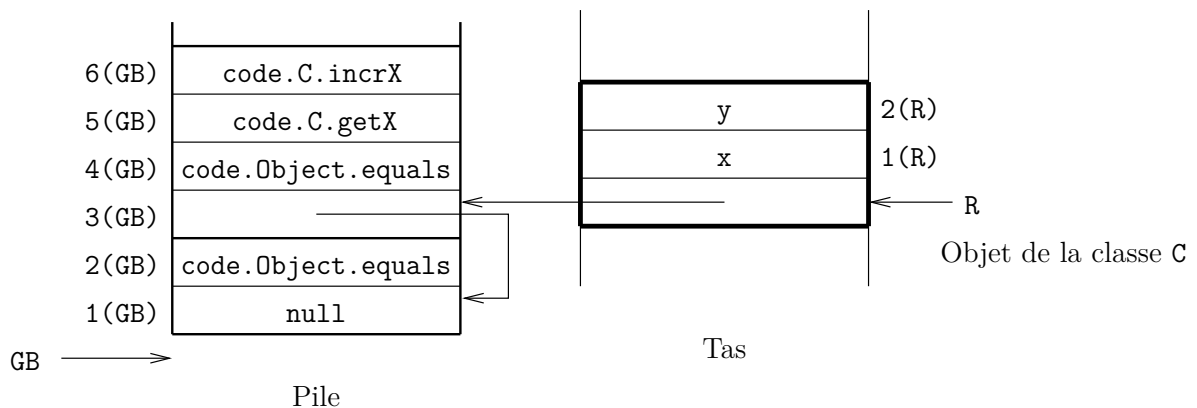 6(GB) code.C.incrX
5(GB) code.C.getX
4(GB) code.Object.equals
3(GB)
2(GB) code.Object.equals
1(GB) null
GB
Pile
y 2(R)
x 1(R)
R
Objet de la classe C
Tas